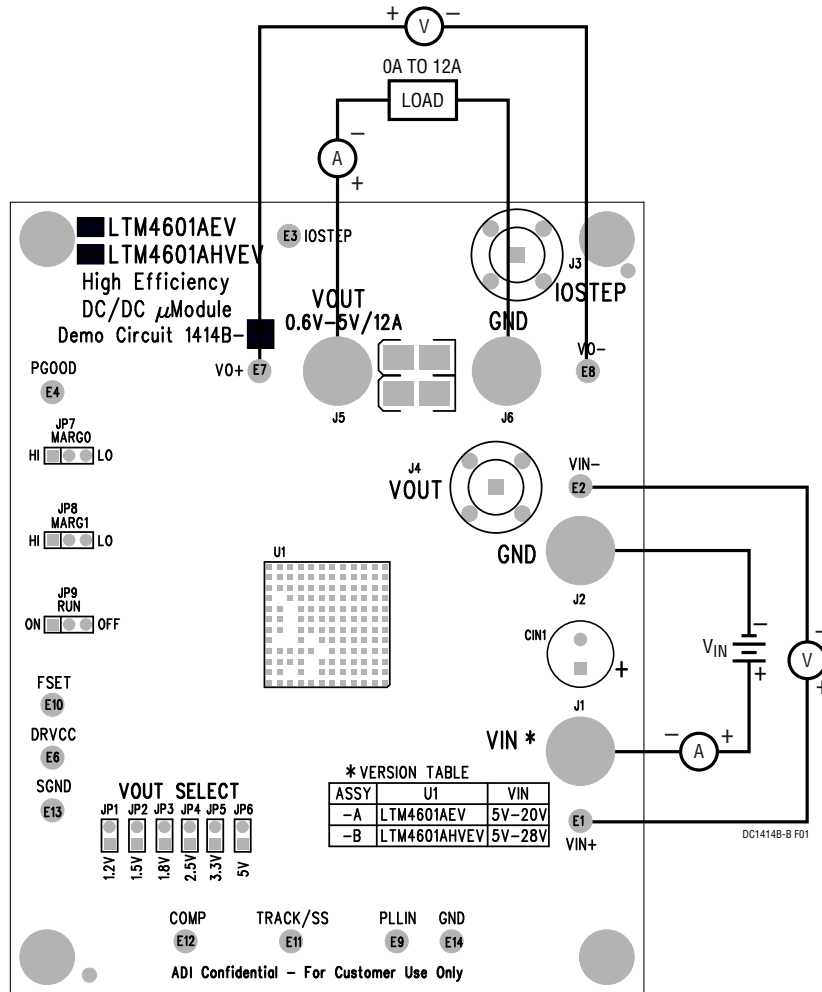 + V −
0A TO 12A
LOAD
−
A
+
LTM4601AEV
LTM4601AHVEV
High Efficiency
DC/DC µModule
Demo Circuit 1414B-
E3 IOSTEP
J3
IOSTEP
VOUT
0.6V-5V/12A
GND
VO+ E7
VO-
E8
J5
J6
PGOOD
E4
JP7
MARG0
HI LO
JP8
MARG1
HI LO
JP9
RUN
ON OFF
J4
VOUT
VIN-
E2
GND
J2
U1
CIN1
+
J1
VIN *
− A +
−
VIN
+
−
V
+
FSET
E10
DRVCC
E6
SGND
E13
VOUT SELECT
JP1 JP2 JP3 JP4 JP5 JP6
1.2V 1.5V 1.8V 2.5V 3.3V 5V
* VERSION TABLE
ASSY U1 VIN
-A LTM4601AEV 5V-20V
-B LTM4601AHVEV 5V-28V
E1
VIN+
DC1414B-B F01
COMP
E12
TRACK/SS
E11
PLLIN
E9
GND
E14
ADI Confidential - For Customer Use Only